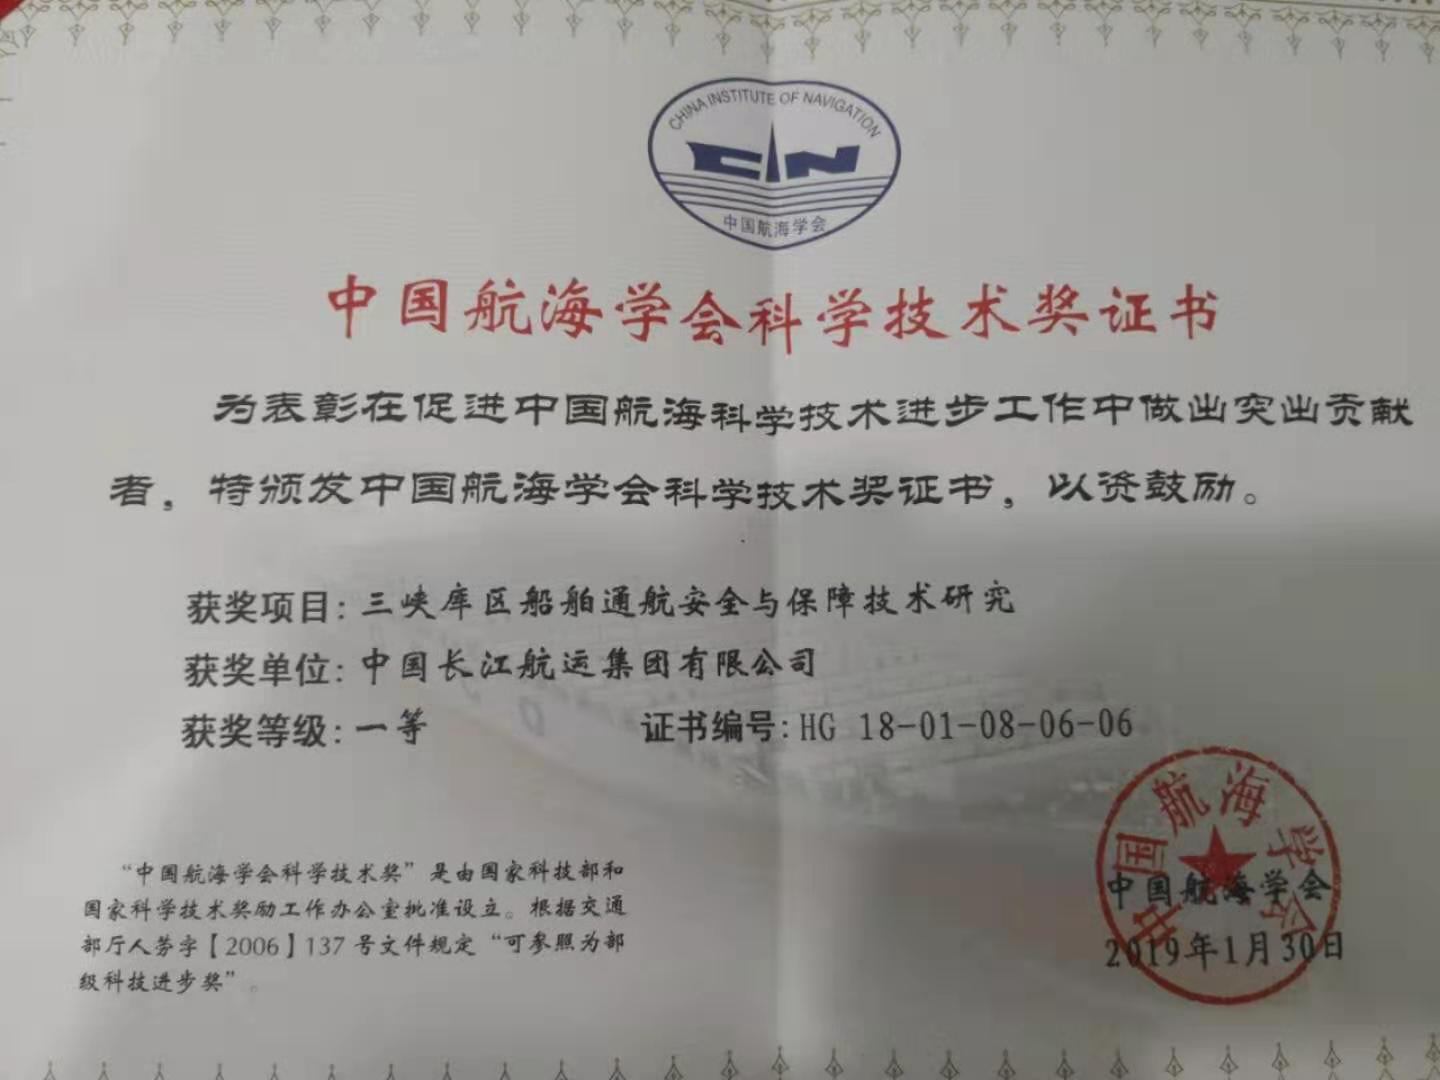 CHINA INSTITUTE OF NAVIGATION
CIN
中国航海学会
中国航海学会科学技术奖证书
为表彰在促进中国航海科学技术进步工作中做出突出贡献
者，特颁发中国航海学会科学技术奖证书，以资鼓励。
获奖项目：三峡库区船舶通航安全与保障技术研究
获奖单位：中国长江航运集团有限公司
获奖等级：一等 证书编号：HG 18-01-08-06-06
“中国航海学会科学技术奖”是由国家科技部和
国家科学技术奖励工作办公室批准设立。根据交通
部厅人劳字【2006】137 号文件规定“可参照为部
级科技进步奖”。
中国航海学会
中国航海学会
2019年1月30日